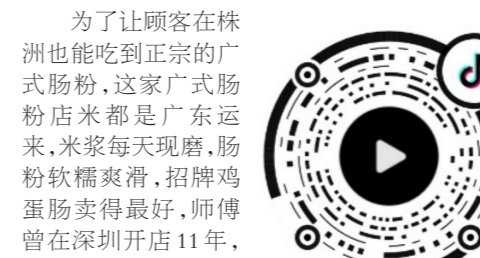 为了让顾客在株
洲也能吃到正宗的广
式肠粉，这家广式肠
粉店米都是广东运
来，米浆每天现磨，肠
粉软糯爽滑，招牌鸡
蛋肠卖得最好，师傅
曾在深圳开店11年，